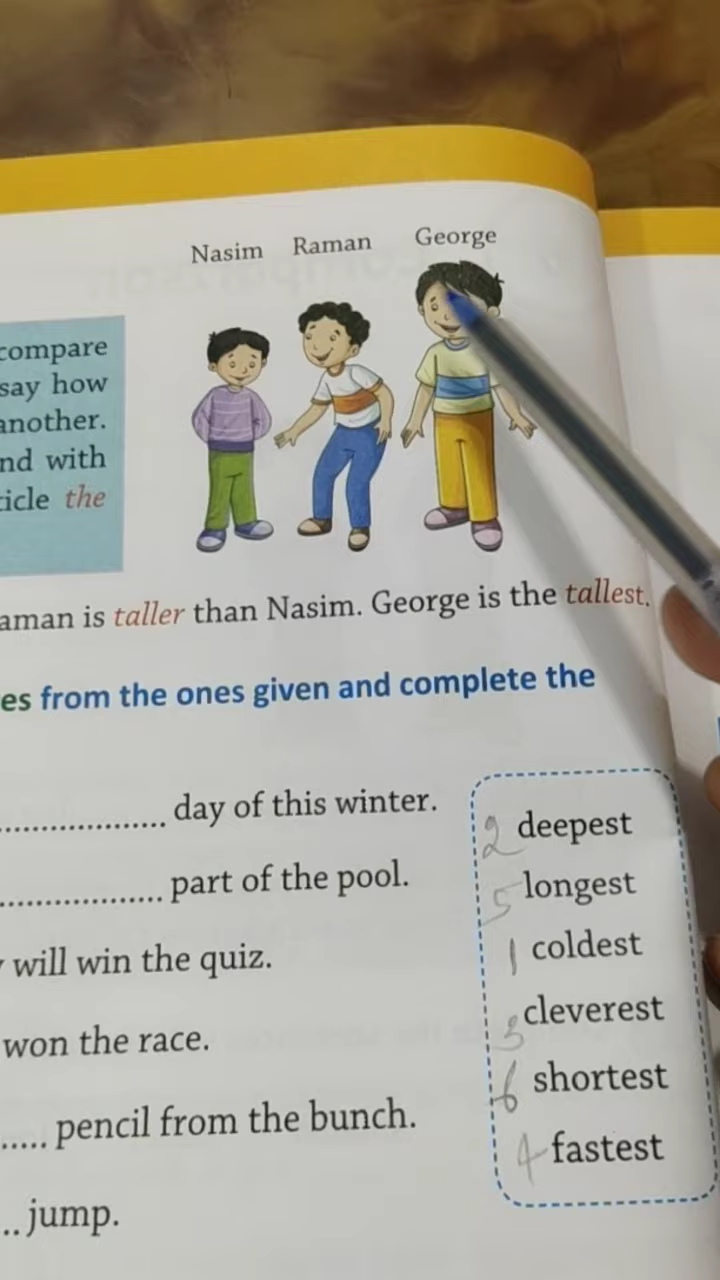 Nasim Raman George
compare
say how
another.
nd with
ticle the
aman is taller than Nasim. George is the tallest.
es from the ones given and complete the
.................... day of this winter.
.................... part of the pool.
will win the quiz.
won the race.
..... pencil from the bunch.
.. jump.
2 deepest
5 longest
1 coldest
3 cleverest
6 shortest
4 fastest